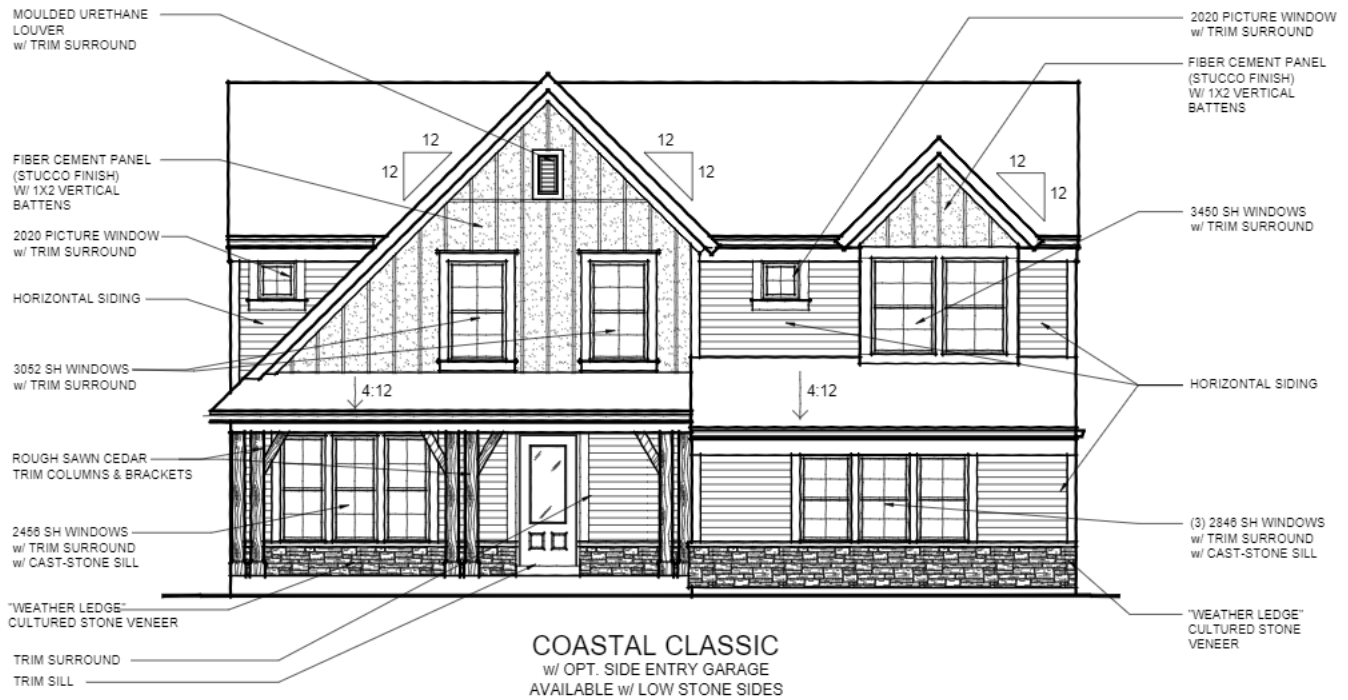 MOULDED URETHANE
LOUVER
w/ TRIM SURROUND
FIBER CEMENT PANEL
(STUCCO FINISH)
W/ 1X2 VERTICAL
BATTENS
2020 PICTURE WINDOW
w/ TRIM SURROUND
HORIZONTAL SIDING
3052 SH WINDOWS
w/ TRIM SURROUND
ROUGH SAWN CEDAR
TRIM COLUMNS & BRACKETS
2456 SH WINDOWS
w/ TRIM SURROUND
w/ CAST-STONE SILL
"WEATHER LEDGE"
CULTURED STONE VENEER
TRIM SURROUND
TRIM SILL
12
12
12
12
12
12
4:12
4:12
2020 PICTURE WINDOW
w/ TRIM SURROUND
FIBER CEMENT PANEL
(STUCCO FINISH)
W/ 1X2 VERTICAL
BATTENS
3450 SH WINDOWS
w/ TRIM SURROUND
HORIZONTAL SIDING
(3) 2846 SH WINDOWS
w/ TRIM SURROUND
w/ CAST-STONE SILL
"WEATHER LEDGE"
CULTURED STONE
VENEER
COASTAL CLASSIC
w/ OPT. SIDE ENTRY GARAGE
AVAILABLE w/ LOW STONE SIDES